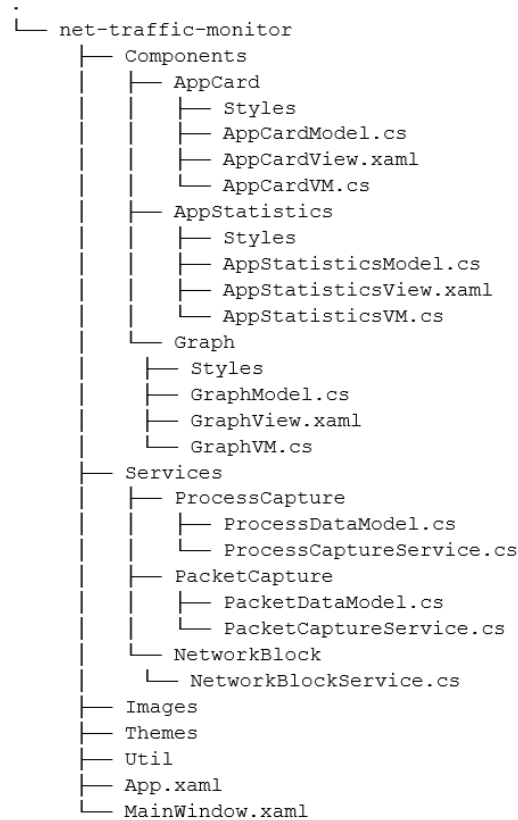 .
└── net-traffic-monitor
    ├── Components
    │   ├── AppCard
    │   │   ├── Styles
    │   │   ├── AppCardModel.cs
    │   │   ├── AppCardView.xaml
    │   │   └── AppCardVM.cs
    │   ├── AppStatistics
    │   │   ├── Styles
    │   │   ├── AppStatisticsModel.cs
    │   │   ├── AppStatisticsView.xaml
    │   │   └── AppStatisticsVM.cs
    │   └── Graph
    │    ├── Styles
    │    ├── GraphModel.cs
    │    ├── GraphView.xaml
    │    └── GraphVM.cs
    ├── Services
    │   ├── ProcessCapture
    │   │   ├── ProcessDataModel.cs
    │   │   └── ProcessCaptureService.cs
    │   ├── PacketCapture
    │   │   ├── PacketDataModel.cs
    │   │   └── PacketCaptureService.cs
    │   └── NetworkBlock
    │    └── NetworkBlockService.cs
    ├── Images
    ├── Themes
    ├── Util
    ├── App.xaml
    └── MainWindow.xaml